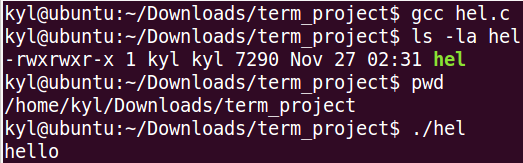 kyl@ubuntu:~/Downloads/term_project$ gcc hel.c
kyl@ubuntu:~/Downloads/term_project$ ls -la hel
-rwxrwxr-x 1 kyl kyl 7290 Nov 27 02:31 hel
kyl@ubuntu:~/Downloads/term_project$ pwd
/home/kyl/Downloads/term_project
kyl@ubuntu:~/Downloads/term_project$ ./hel
hello